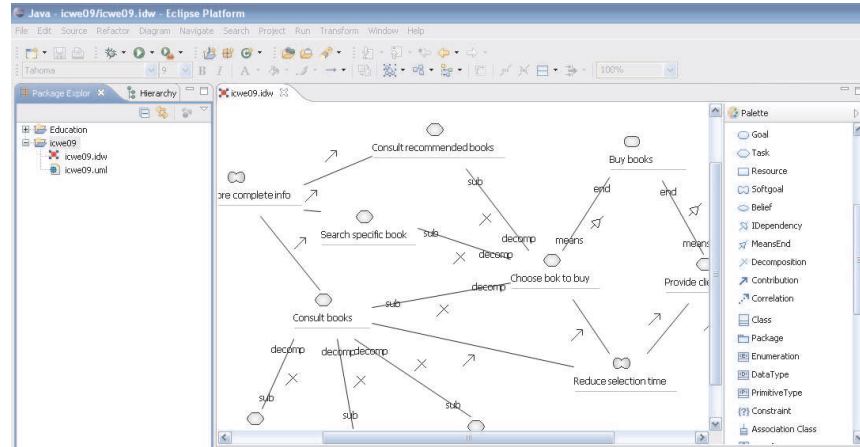 Java - icwe09/icwe09.idw - Eclipse Platform
File Edit Source Refactor Diagram Navigate Search Project Run Transform Window Help
Tahoma 9 B I A 100%
Package Explor Hierarchy
icwe09.idw
Education
icwe09
icwe09.idw
icwe09.uml
Consult recommended books
Buy books
sub
end
end
ore complete info
Search specific book
sub
decomp
means
means
decomp
Choose bok to buy
Provide clie
decomp
sub
Consult books
decomp
decomp
decomp
Reduce selection time
sub
sub
sub
Palette
Goal
Task
Resource
Softgoal
Belief
IDependency
MeansEnd
Decomposition
Contribution
Correlation
Class
Package
Enumeration
DataType
PrimitiveType
Constraint
Association Class